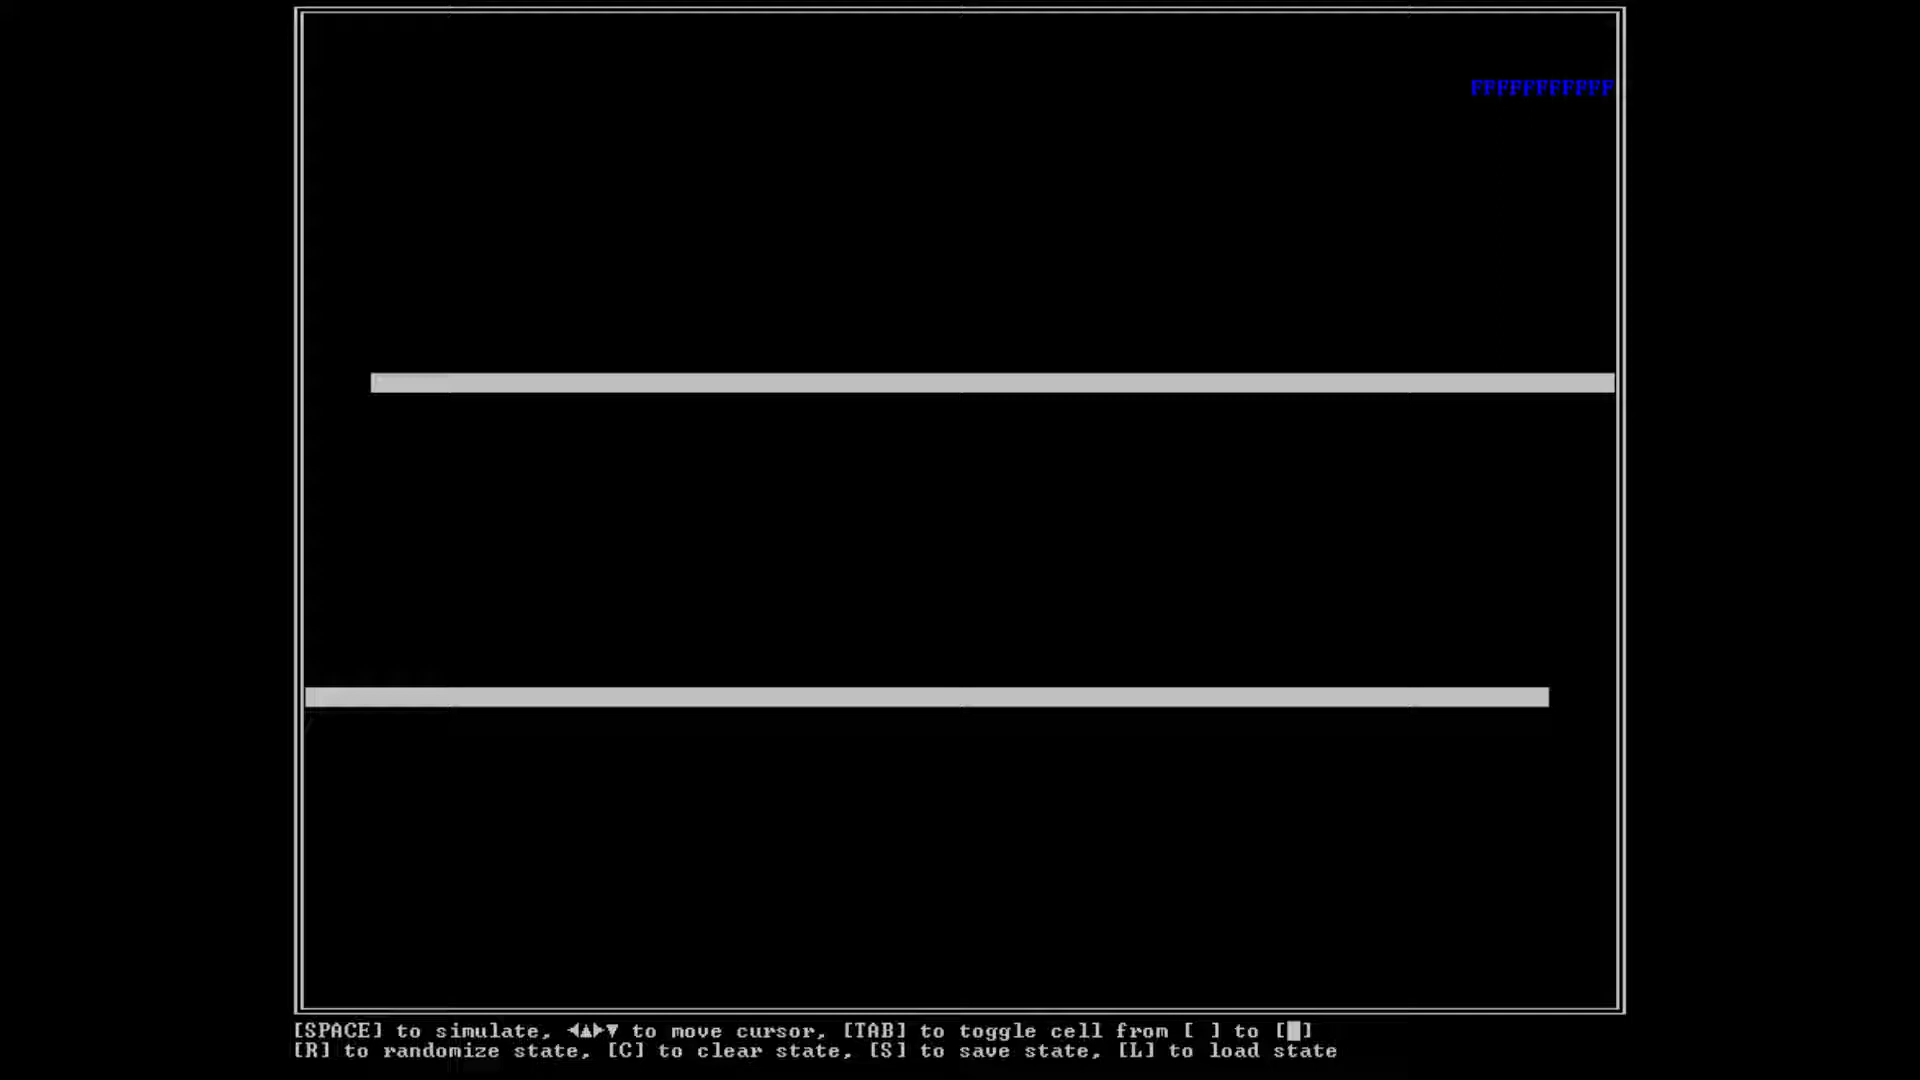 FFFFFFFFFFF
[SPACE] to simulate, ◄▲►▼ to move cursor, [TAB] to toggle cell from [ ] to [█]
[R] to randomize state, [C] to clear state, [S] to save state, [L] to load state